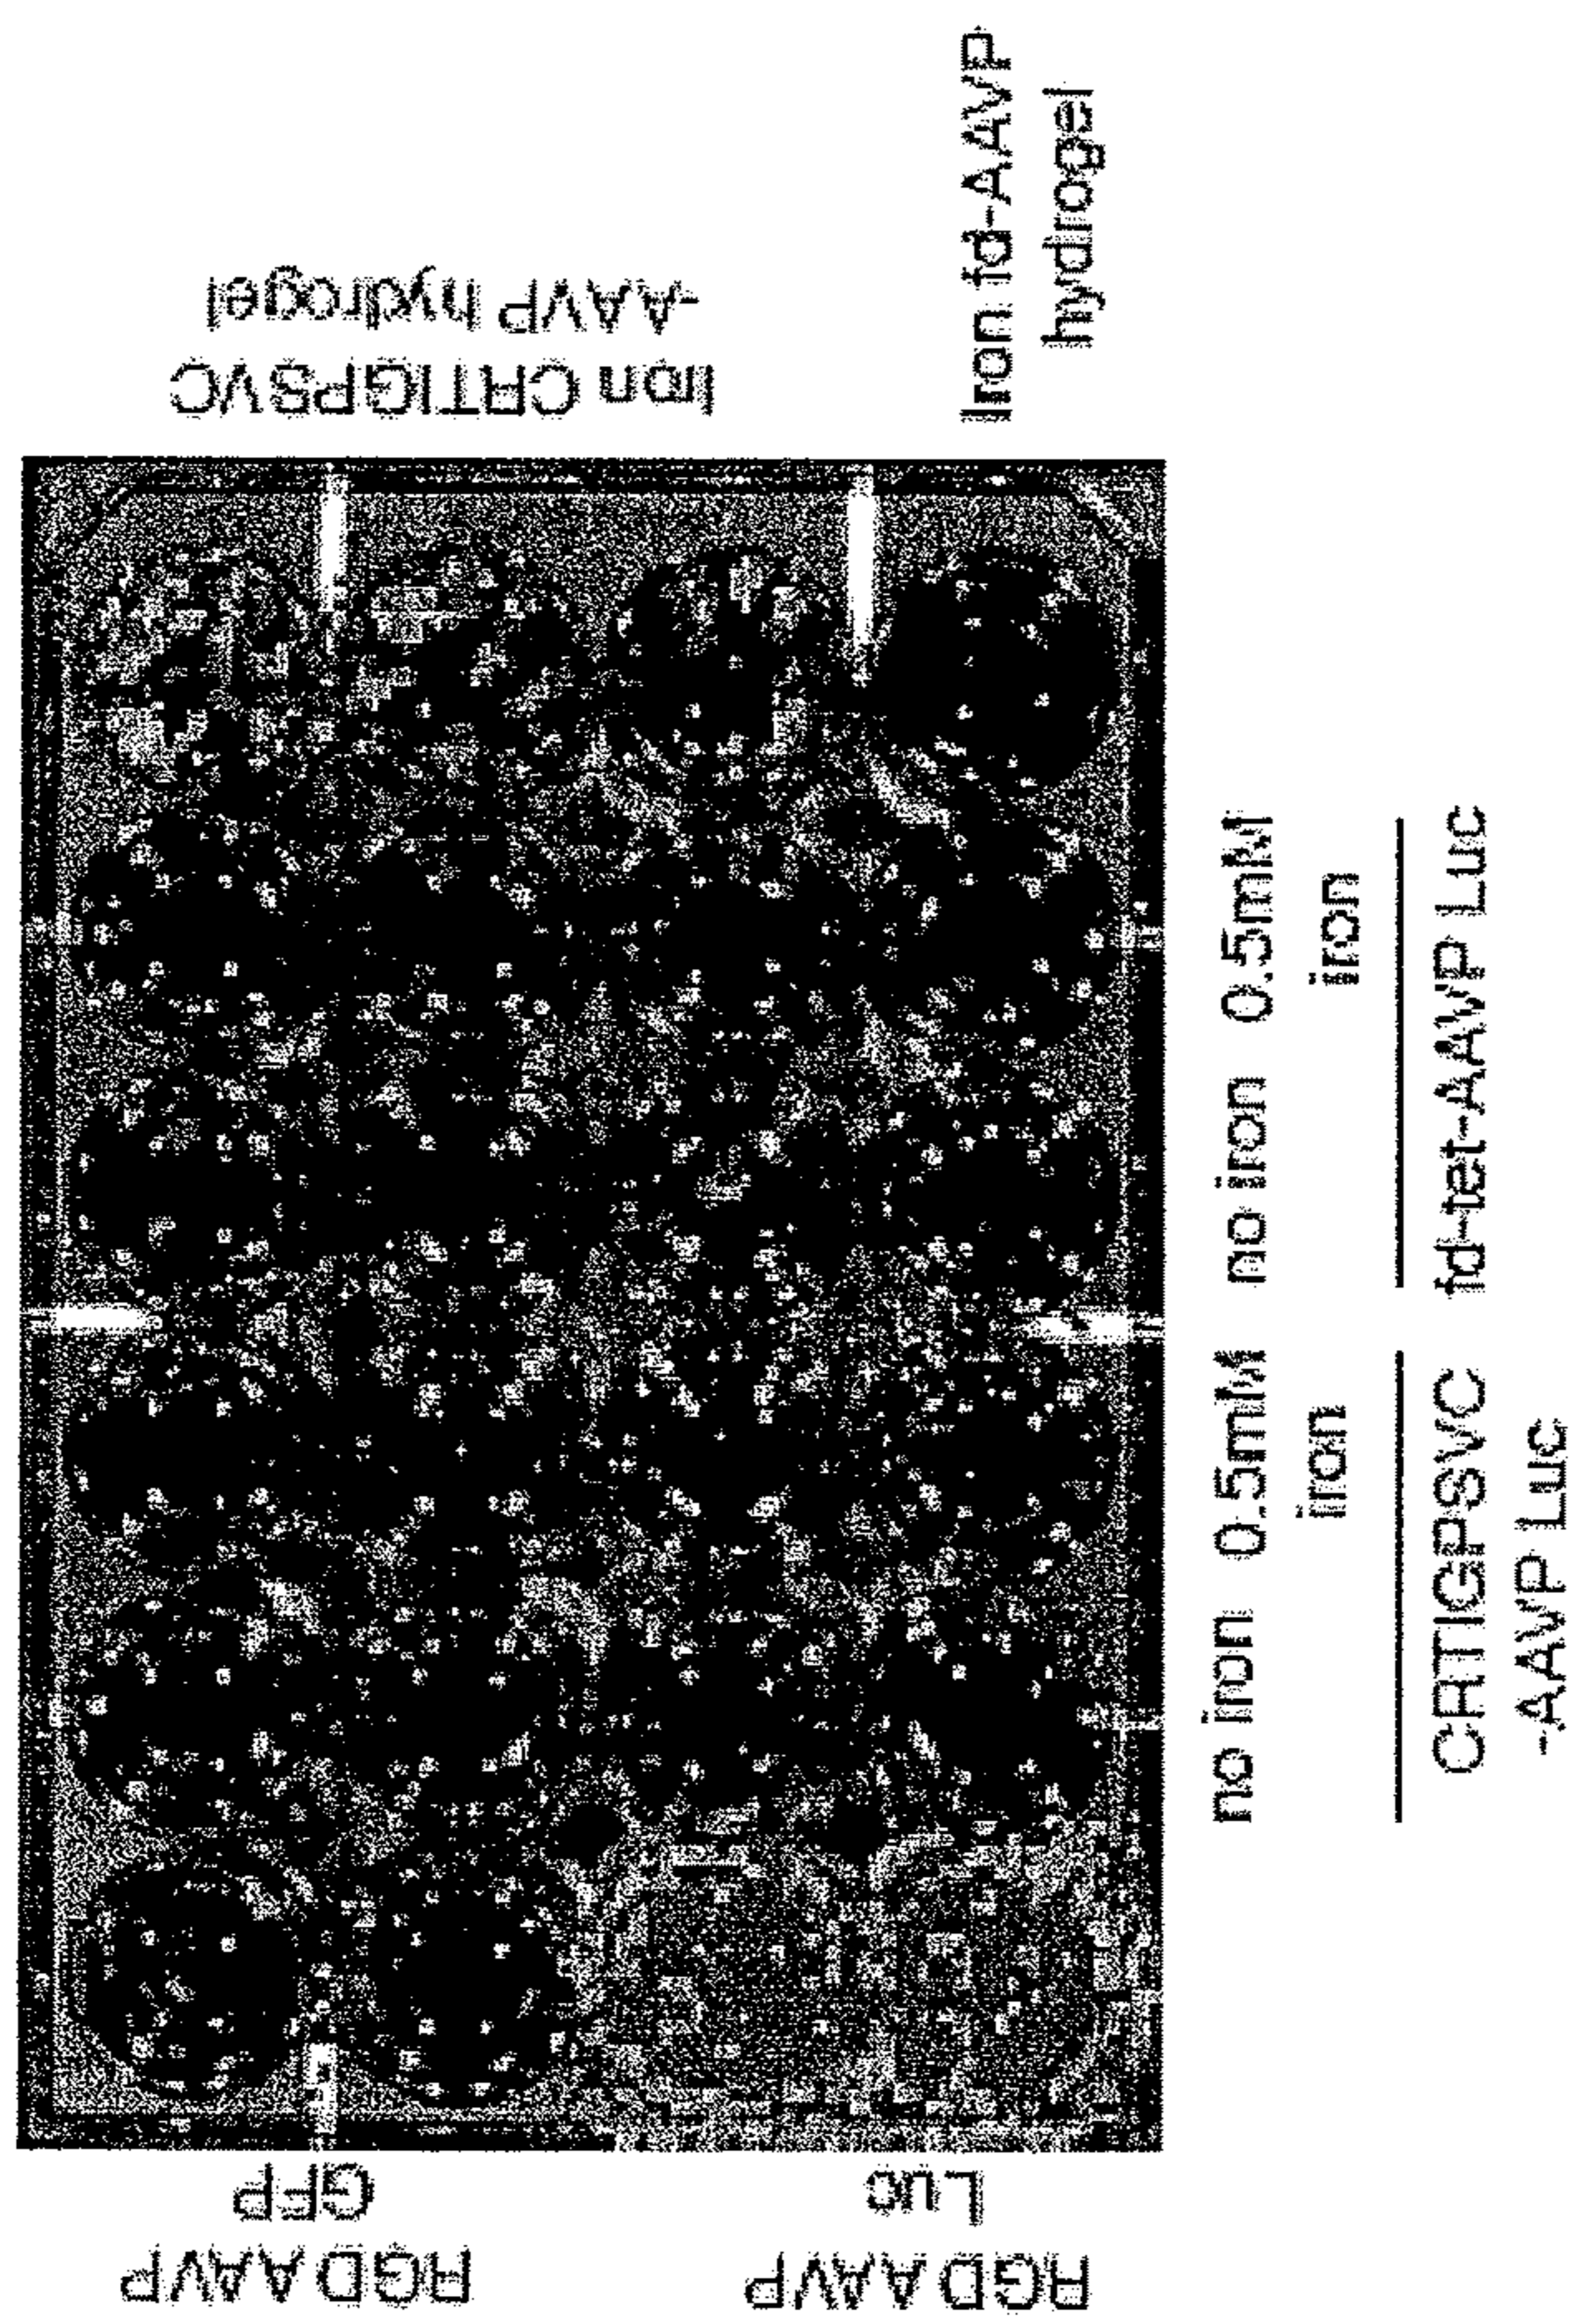 RGD AAVP
GFP
RGD AAVP
Luc
Iron CRTIGPSVC
-AAVP hydrogel
Iron fd-AAVP
hydrogel
no iron
0.5mM
iron
no iron
0.5mM
iron
CRTIGPSVC
-AAVP Luc
fd-tet-AAVP Luc